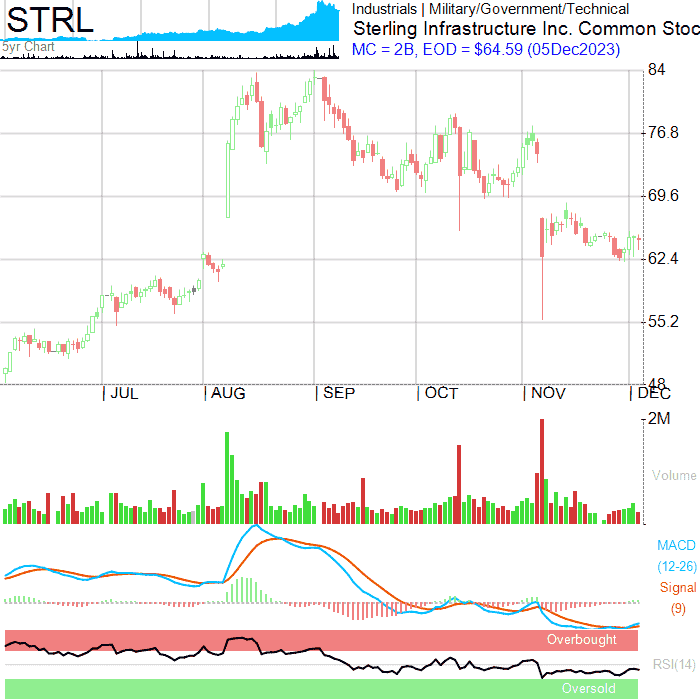 STRL
5yr Chart
Industrials | Military/Government/Technical
Sterling Infrastructure Inc. Common Stoc
MC = 2B, EOD = $64.59 (05Dec2023)
84
76.8
69.6
62.4
55.2
48
| JUL | AUG | SEP | OCT | NOV | DEC
2M
Volume
MACD
(12-26)
Signal
(9)
Overbought
RSI(14)
Oversold